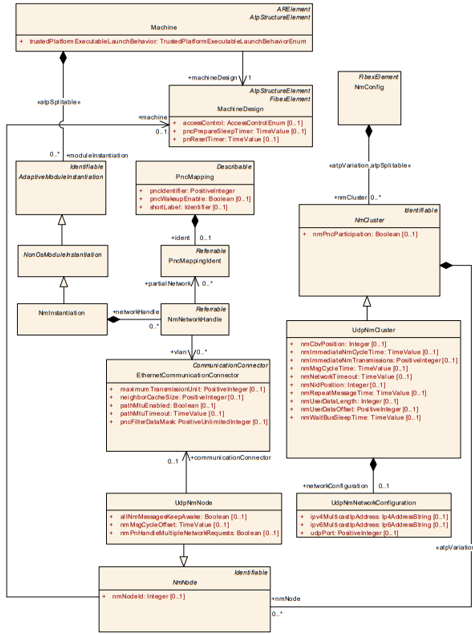 ARElement
AtpStructureElement
Machine
+ trustedPlatformExecutableLaunchBehavior: TrustedPlatformExecutableLaunchBehaviorEnum
+machineDesign 1
«atpSplitable»
+machine
0..1
AtpStructureElement
FibexElement
MachineDesign
+ accessControl: AccessControlEnum [0..1]
+ pncPrepareSleepTimer: TimeValue [0..1]
+ pnResetTimer: TimeValue [0..1]
FibexElement
NmConfig
0..*
+moduleInstantiation
«atpVariation,atpSplitable»
Identifiable
AdaptiveModuleInstantiation
Describable
PncMapping
+ pncIdentifier: PositiveInteger
+ pncWakeupEnable: Boolean [0..1]
+ shortLabel: Identifier [0..1]
+nmCluster 0..*
Identifiable
NmCluster
+ nmPncParticipation: Boolean [0..1]
+ident 0..1
NonOsModuleInstantiation
Referrable
PncMappingIdent
+partialNetwork 0..*
NmInstantiation
+networkHandle
0..*
Referrable
NmNetworkHandle
+vlan 0..*
UdpNmCluster
+ nmCbvPosition: Integer [0..1]
+ nmImmediateNmCycleTime: TimeValue [0..1]
+ nmImmediateNmTransmissions: PositiveInteger [0..1]
+ nmMsgCycleTime: TimeValue [0..1]
+ nmNetworkTimeout: TimeValue [0..1]
+ nmNidPosition: Integer [0..1]
+ nmRepeatMessageTime: TimeValue [0..1]
+ nmUserDataLength: Integer [0..1]
+ nmUserDataOffset: PositiveInteger [0..1]
+ nmWaitBusSleepTime: TimeValue [0..1]
CommunicationConnector
EthernetCommunicationConnector
+ maximumTransmissionUnit: PositiveInteger [0..1]
+ neighborCacheSize: PositiveInteger [0..1]
+ pathMtuEnabled: Boolean [0..1]
+ pathMtuTimeout: TimeValue [0..1]
+ pncFilterDataMask: PositiveUnlimitedInteger [0..1]
0..1
+communicationConnector
+networkConfiguration 0..1
UdpNmNode
+ allNmMessagesKeepAwake: Boolean [0..1]
+ nmMsgCycleOffset: TimeValue [0..1]
+ nmPnHandleMultipleNetworkRequests: Boolean [0..1]
UdpNmNetworkConfiguration
+ ipv4MulticastIpAddress: Ip4AddressString [0..1]
+ ipv6MulticastIpAddress: Ip6AddressString [0..1]
+ udpPort: PositiveInteger [0..1]
«atpVariation
Identifiable
NmNode
+ nmNodeId: Integer [0..1]
+nmNode
0..*